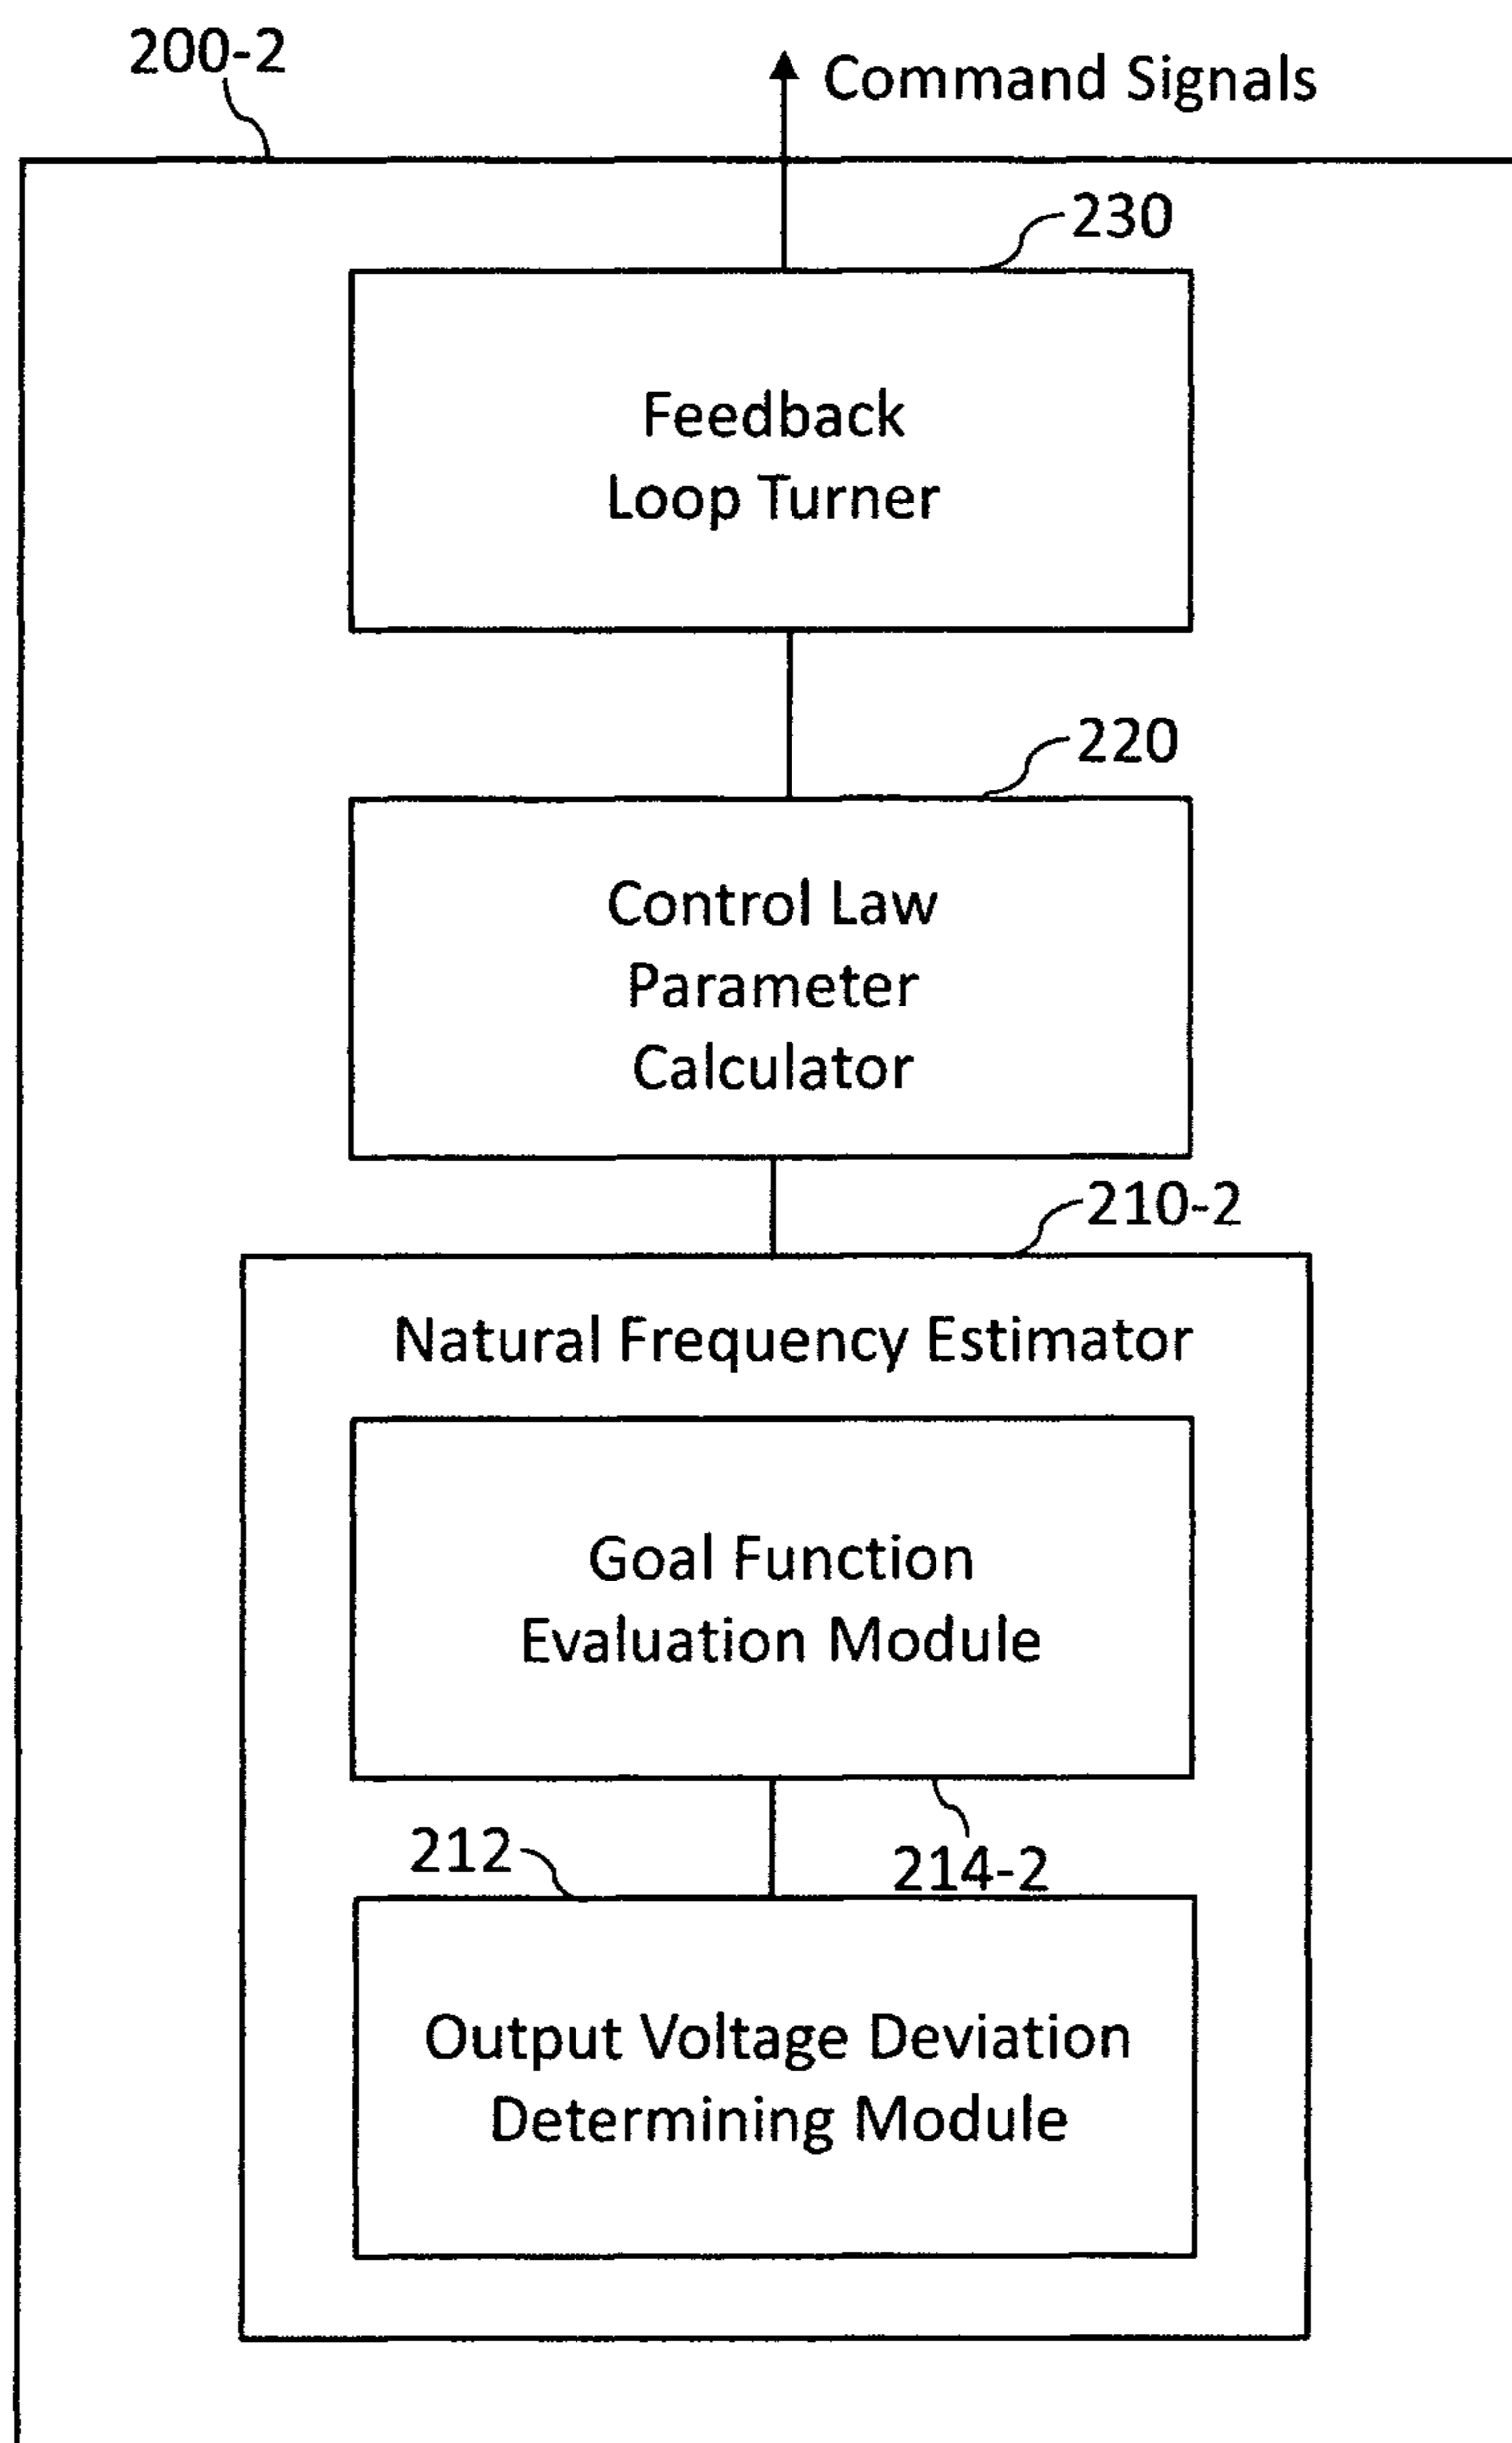 200-2
Command Signals
230
Feedback
Loop Turner
220
Control Law
Parameter
Calculator
210-2
Natural Frequency Estimator
Goal Function
Evaluation Module
212
214-2
Output Voltage Deviation
Determining Module